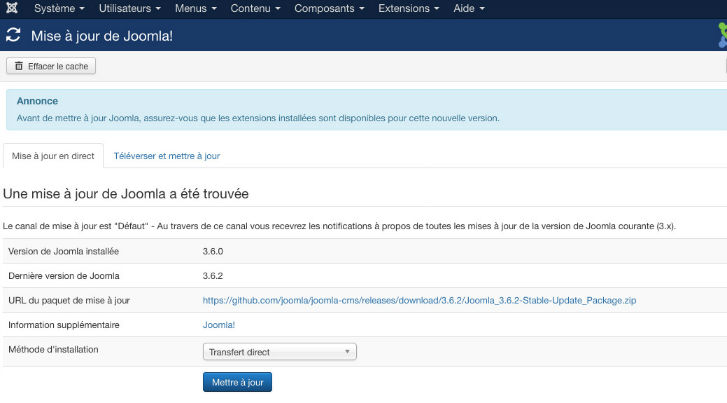 Système Utilisateurs Menus Contenu Composants Extensions Aide
Mise à jour de Joomla!
Effacer le cache
Annonce
Avant de mettre à jour Joomla, assurez-vous que les extensions installées sont disponibles pour cette nouvelle version.
Mise à jour en direct Téléverser et mettre à jour
Une mise à jour de Joomla a été trouvée
Le canal de mise à jour est "Défaut" - Au travers de ce canal vous recevrez les notifications à propos de toutes les mises à jour de la version de Joomla courante (3.x).
Version de Joomla installée 3.6.0
Dernière version de Joomla 3.6.2
URL du paquet de mise à jour https://github.com/joomla/joomla-cms/releases/download/3.6.2/Joomla_3.6.2-Stable-Update_Package.zip
Information supplémentaire Joomla!
Méthode d'installation Transfert direct
Mettre à jour